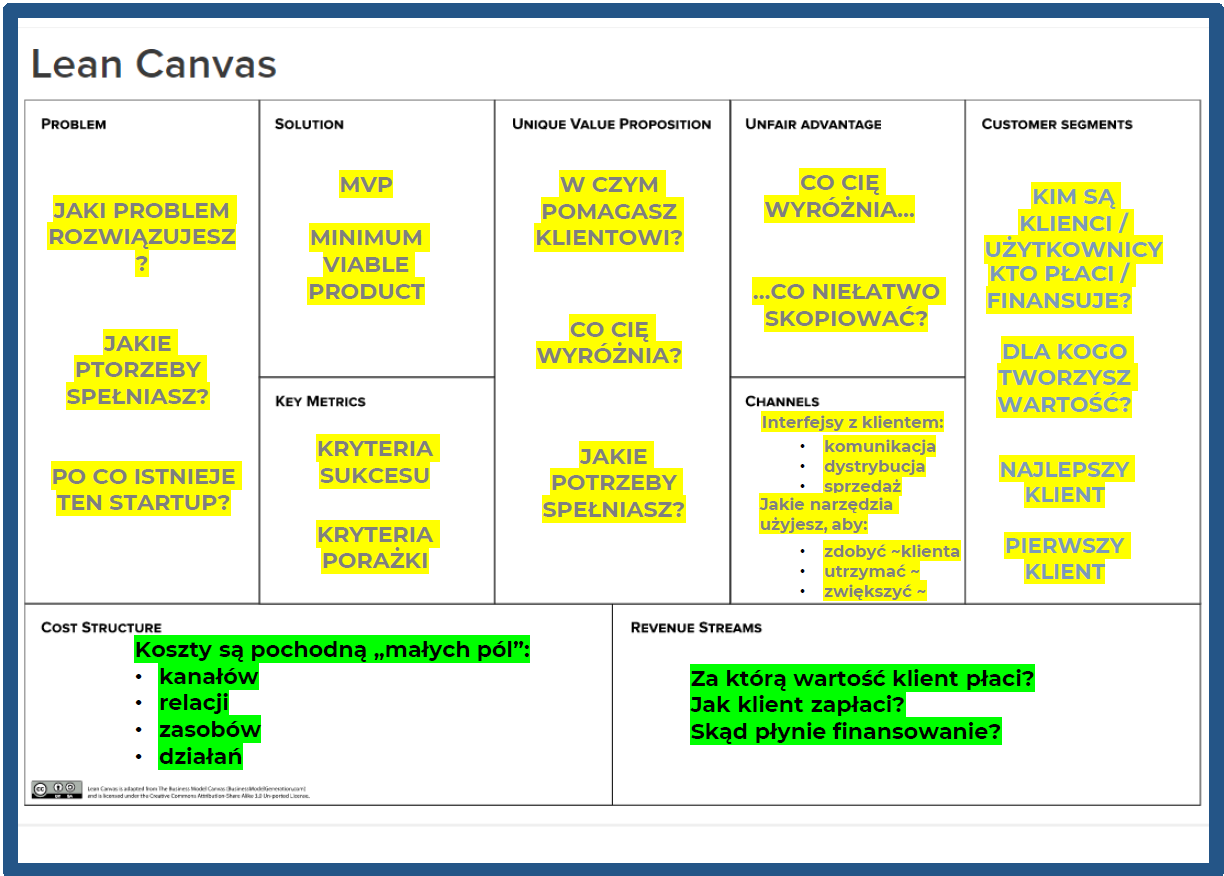 Lean Canvas
PROBLEM
JAKI PROBLEM
ROZWIĄZUJESZ
?
JAKIE
PTORZEBY
SPEŁNIASZ?
PO CO ISTNIEJE
TEN STARTUP?
SOLUTION
MVP
MINIMUM
VIABLE
PRODUCT
KEY METRICS
KRYTERIA
SUKCESU
KRYTERIA
PORAŻKI
UNIQUE VALUE PROPOSITION
W CZYM
POMAGASZ
KLIENTOWI?
CO CIĘ
WYRÓŻNIA?
JAKIE
POTRZEBY
SPEŁNIASZ?
UNFAIR ADVANTAGE
CO CIĘ
WYRÓŻNIA...
...CO NIEŁATWO
SKOPIOWAĆ?
CHANNELS
Interfejsy z klientem:
• komunikacja
• dystrybucja
• sprzedaż
Jakie narzędzia
użyjesz, aby:
• zdobyć ~klienta
• utrzymać ~
• zwiększyć ~
CUSTOMER SEGMENTS
KIM SĄ
KLIENCI /
UŻYTKOWNICY
KTO PŁACI /
FINANSUJE?
DLA KOGO
TWORZYSZ
WARTOŚĆ?
NAJLEPSZY
KLIENT
PIERWSZY
KLIENT
COST STRUCTURE
Koszty są pochodną „małych pól”:
• kanałów
• relacji
• zasobów
• działań
REVENUE STREAMS
Za którą wartość klient płaci?
Jak klient zapłaci?
Skąd płynie finansowanie?
CC BY SA
Lean Canvas is adapted from The Business Model Canvas (BusinessModelGeneration.com)
and is licensed under the Creative Commons Attribution-Share Alike 3.0 Un-ported License.